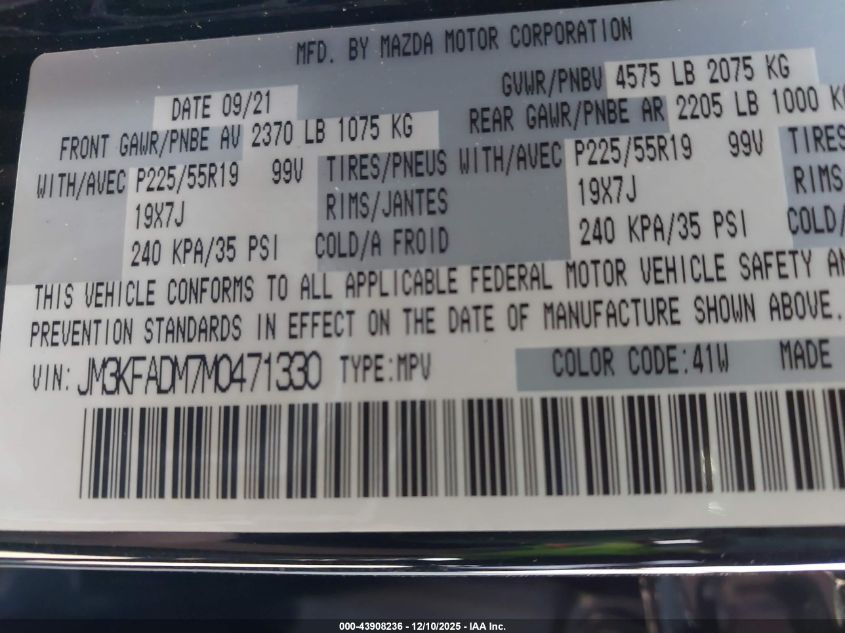 MFD. BY MAZDA MOTOR CORPORATION
DATE 09/21 GVWR/PNBV 4575 LB 2075 KG
FRONT GAWR/PNBE AV 2370 LB 1075 KG REAR GAWR/PNBE AR 2205 LB 1000 KG
WITH/AVEC P225/55R19 99V TIRES/PNEUS WITH/AVEC P225/55R19 99V TIRES
19X7J RIMS/JANTES 19X7J RIMS
240 KPA/35 PSI COLD/A FROID 240 KPA/35 PSI COLD/
THIS VEHICLE CONFORMS TO ALL APPLICABLE FEDERAL MOTOR VEHICLE SAFETY AN
PREVENTION STANDARDS IN EFFECT ON THE DATE OF MANUFACTURE SHOWN ABOVE.
VIN: JM3KFADM7M0471330 TYPE:MPV COLOR CODE:41W MADE
000-43908236 - 12/10/2025 - IAA Inc.